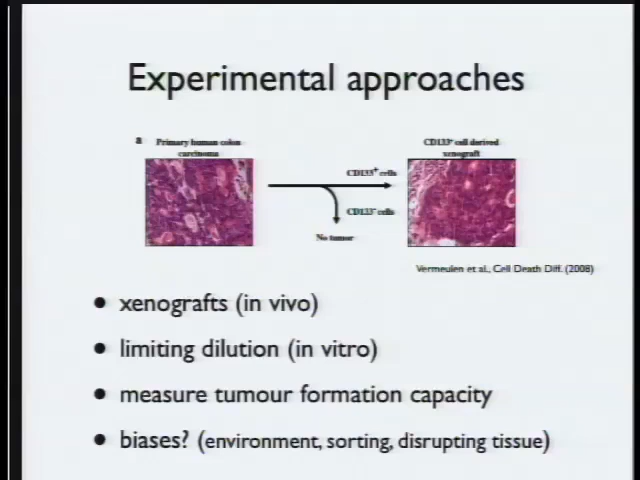 Experimental approaches
a Primary human colon
carcinoma
CD133+ cell derived
xenograft
CD133+ cells
CD133- cells
No tumor
Vermeulen et al., Cell Death Diff. (2008)
• xenografts (in vivo)
• limiting dilution (in vitro)
• measure tumour formation capacity
• biases? (environment, sorting, disrupting tissue)